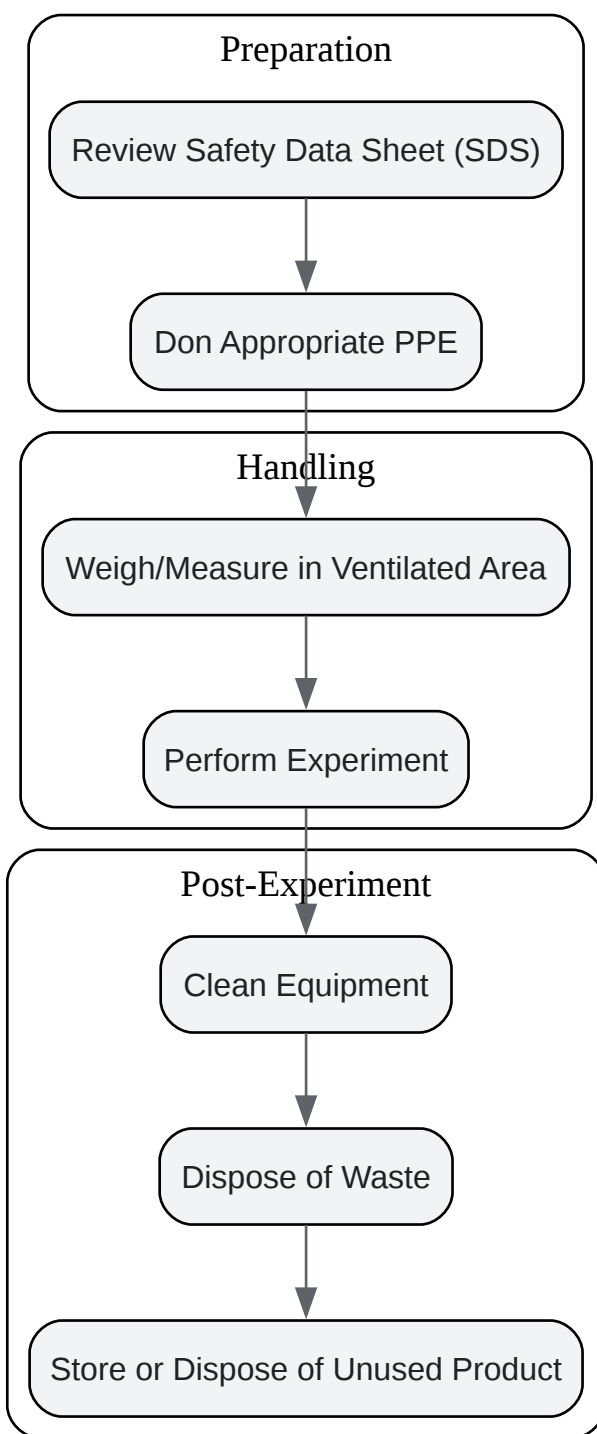 Preparation
Review Safety Data Sheet (SDS)
Don Appropriate PPE
Handling
Weigh/Measure in Ventilated Area
Perform Experiment
Post-Experiment
Clean Equipment
Dispose of Waste
Store or Dispose of Unused Product